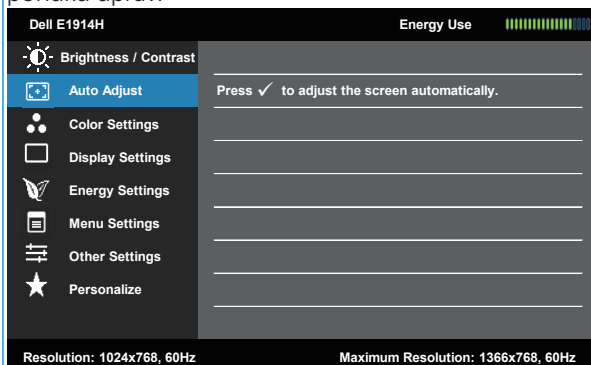 Dell E1914H Energy Use
Brightness / Contrast
Auto Adjust Press ✓ to adjust the screen automatically.
Color Settings
Display Settings
Energy Settings
Menu Settings
Other Settings
Personalize
Resolution: 1024x768, 60Hz Maximum Resolution: 1366x768, 60Hz